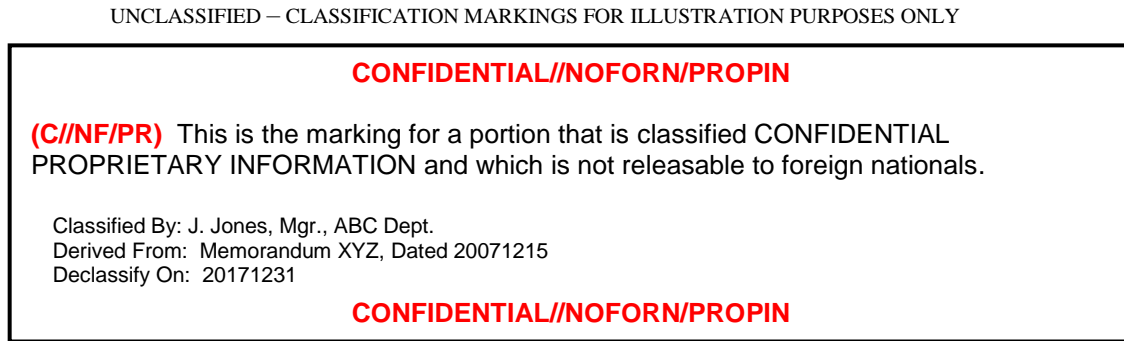 UNCLASSIFIED – CLASSIFICATION MARKINGS FOR ILLUSTRATION PURPOSES ONLY
CONFIDENTIAL//NOFORN/PROPIN
(C//NF/PR) This is the marking for a portion that is classified CONFIDENTIAL
PROPRIETARY INFORMATION and which is not releasable to foreign nationals.
Classified By: J. Jones, Mgr., ABC Dept.
Derived From: Memorandum XYZ, Dated 20071215
Declassify On: 20171231
CONFIDENTIAL//NOFORN/PROPIN